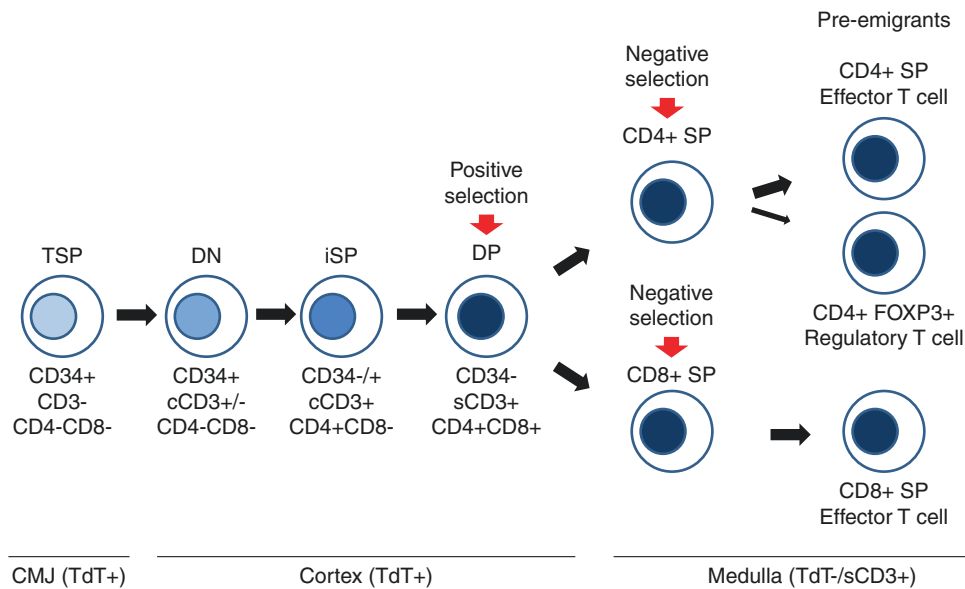 Pre-emigrants
Negative
selection
CD4+ SP
CD4+ SP
Effector T cell
Positive
selection
TSP
DN
iSP
DP
Negative
selection
CD4+ FOXP3+
Regulatory T cell
CD34+
CD3-
CD4-CD8-
CD34+
cCD3+/-
CD4-CD8-
CD34-/+
cCD3+
CD4+CD8-
CD34-
sCD3+
CD4+CD8+
CD8+ SP
CD8+ SP
Effector T cell
CMJ (TdT+)
Cortex (TdT+)
Medulla (TdT-/sCD3+)